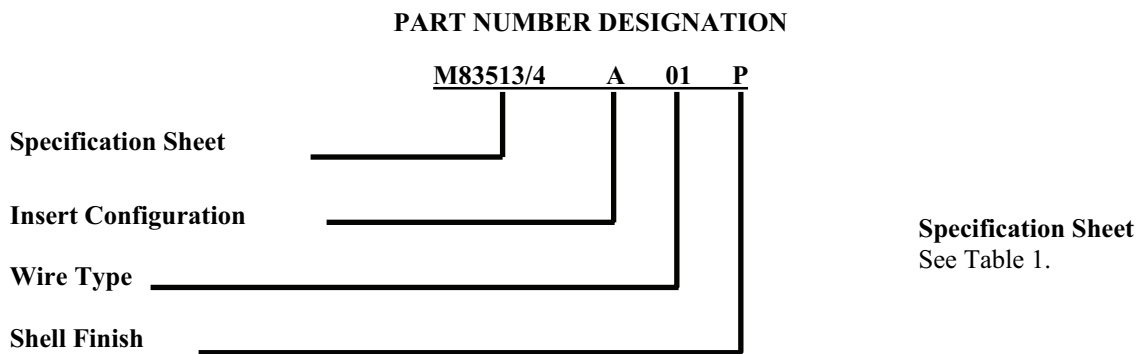 PART NUMBER DESIGNATION
M83513/4 A 01 P
Specification Sheet
Insert Configuration
Specification Sheet
See Table 1.
Wire Type
Shell Finish